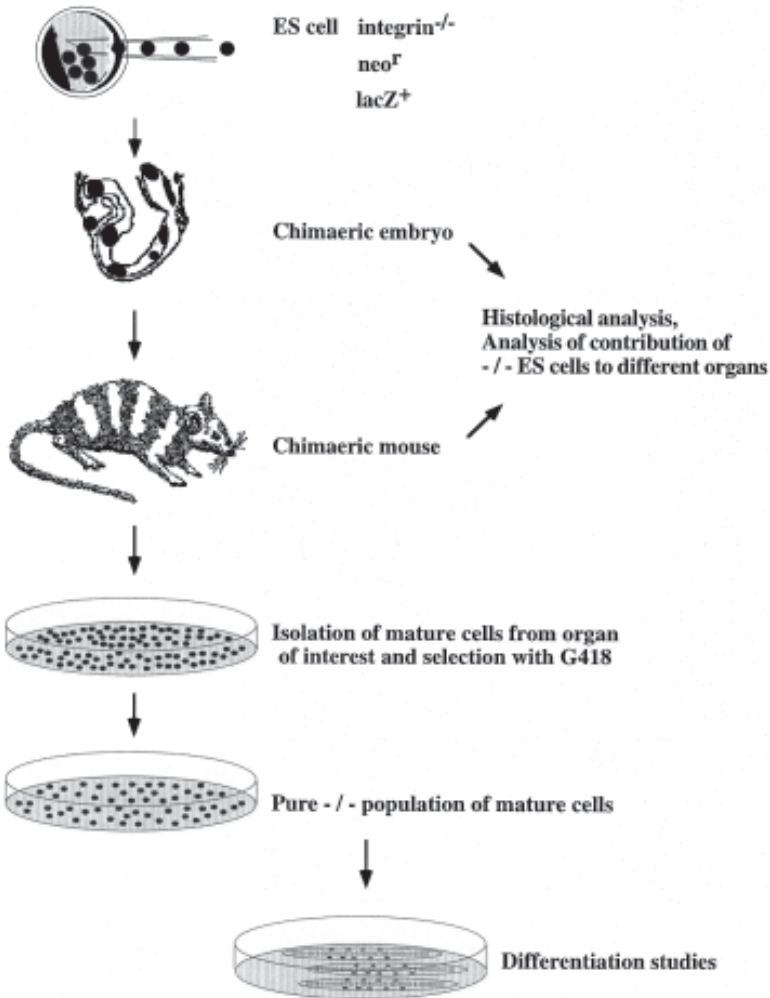 ES cell integrin-/-
neor
lacZ+
Chimaeric embryo
Histological analysis,
Analysis of contribution of
- / - ES cells to different organs
Chimaeric mouse
Isolation of mature cells from organ
of interest and selection with G418
Pure - / - population of mature cells
Differentiation studies